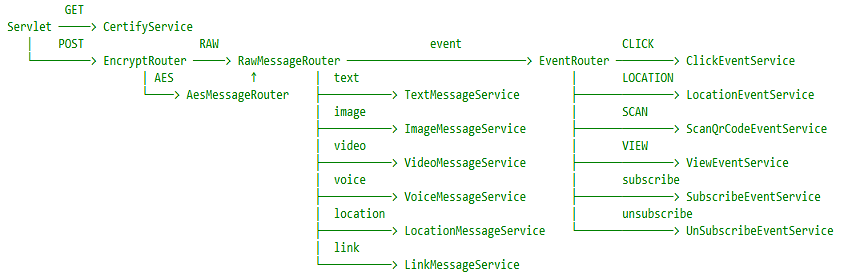 GET
Servlet ────> CertifyService
POST RAW event CLICK
EncryptRouter ───> RawMessageRouter ───> EventRouter ───> ClickEventService
AES ↑ text LOCATION
AesMessageRouter TextMessageService LocationEventService
image SCAN
ImageMessageService ScanQrCodeEventService
video VIEW
VideoMessageService ViewEventService
voice subscribe
VoiceMessageService SubscribeEventService
location unsubscribe
LocationMessageService UnSubscribeEventService
link
LinkMessageService